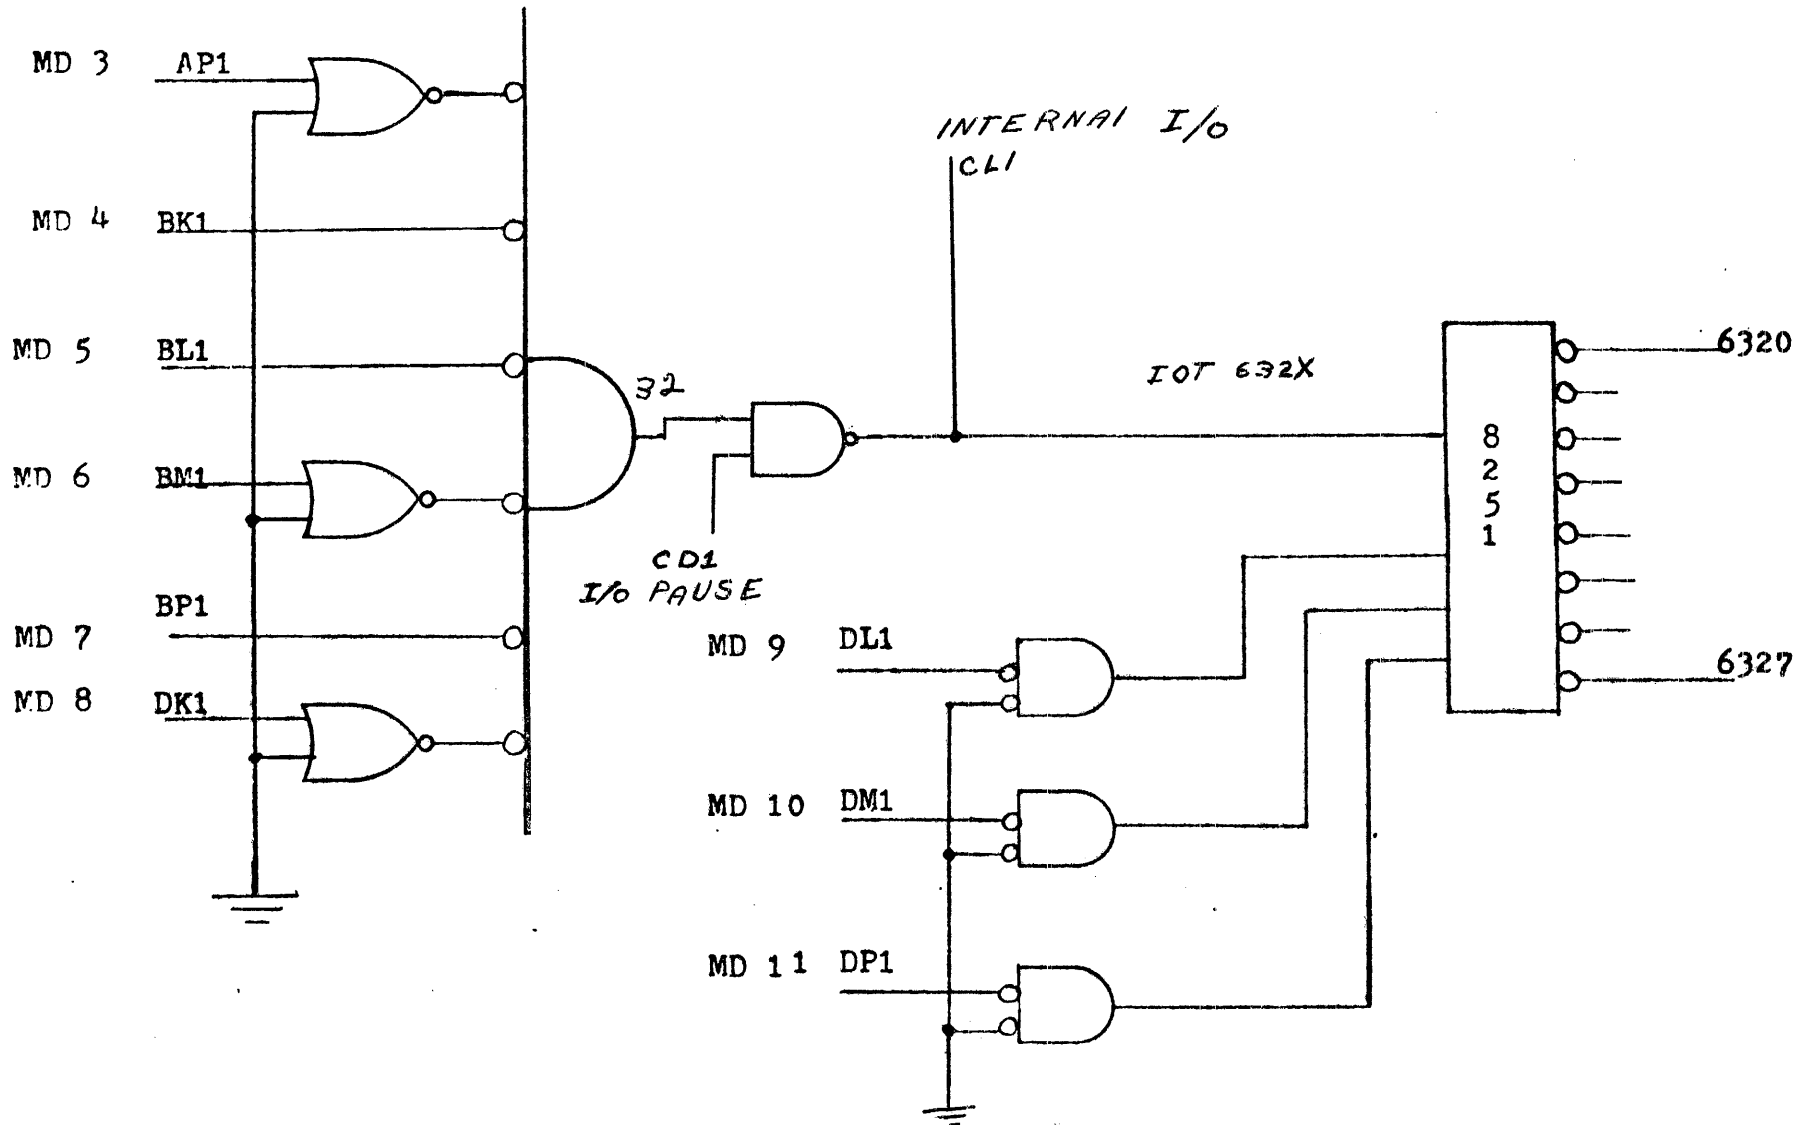 MD 3 AP1
INTERNAL I/O
CL1
MD 4 BK1
MD 5 BL1
32
IOT 632X
6320
8
2
5
1
MD 6 BM1
CD1
I/O PAUSE
MD 7 BP1
MD 8 DK1
MD 9 DL1
6327
MD 10 DM1
MD 11 DP1